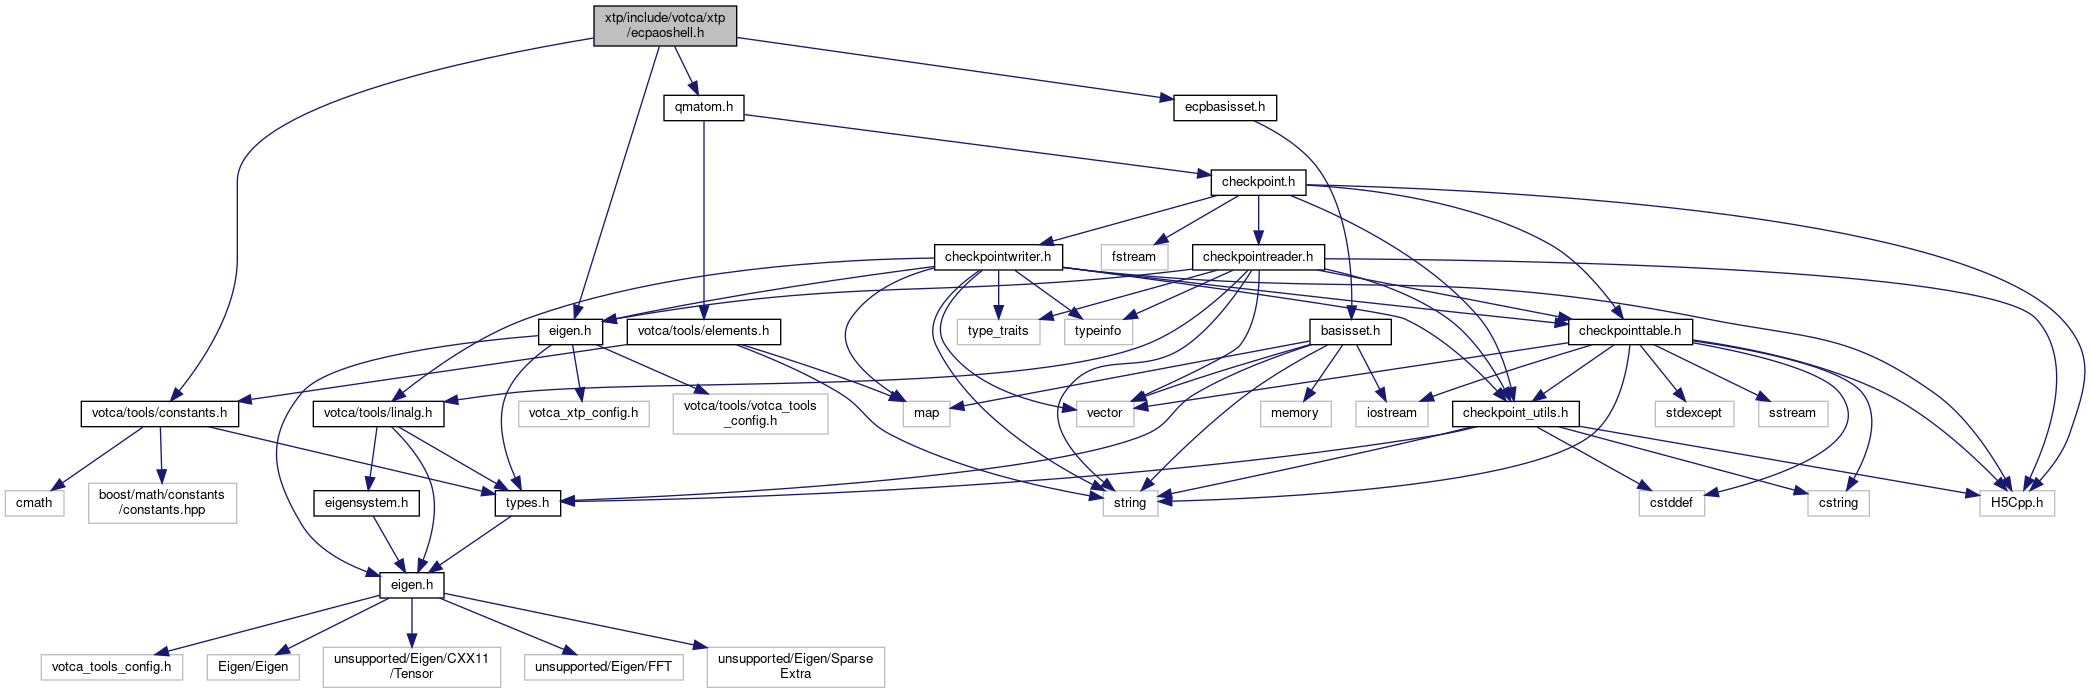 xtp/include/votca/xtp
/ecpaoshell.h
qmatom.h
ecpbasisset.h
checkpoint.h
checkpointwriter.h
fstream
checkpointreader.h
eigen.h
votca/tools/elements.h
type_traits
typeinfo
basisset.h
checkpointtable.h
votca/tools/constants.h
votca/tools/linalg.h
votca_xtp_config.h
votca/tools/votca_tools
_config.h
map
vector
memory
iostream
checkpoint_utils.h
stdexcept
sstream
cmath
boost/math/constants
/constants.hpp
eigensystem.h
types.h
string
cstddef
cstring
H5Cpp.h
eigen.h
votca_tools_config.h
Eigen/Eigen
unsupported/Eigen/CXX11
/Tensor
unsupported/Eigen/FFT
unsupported/Eigen/Sparse
Extra